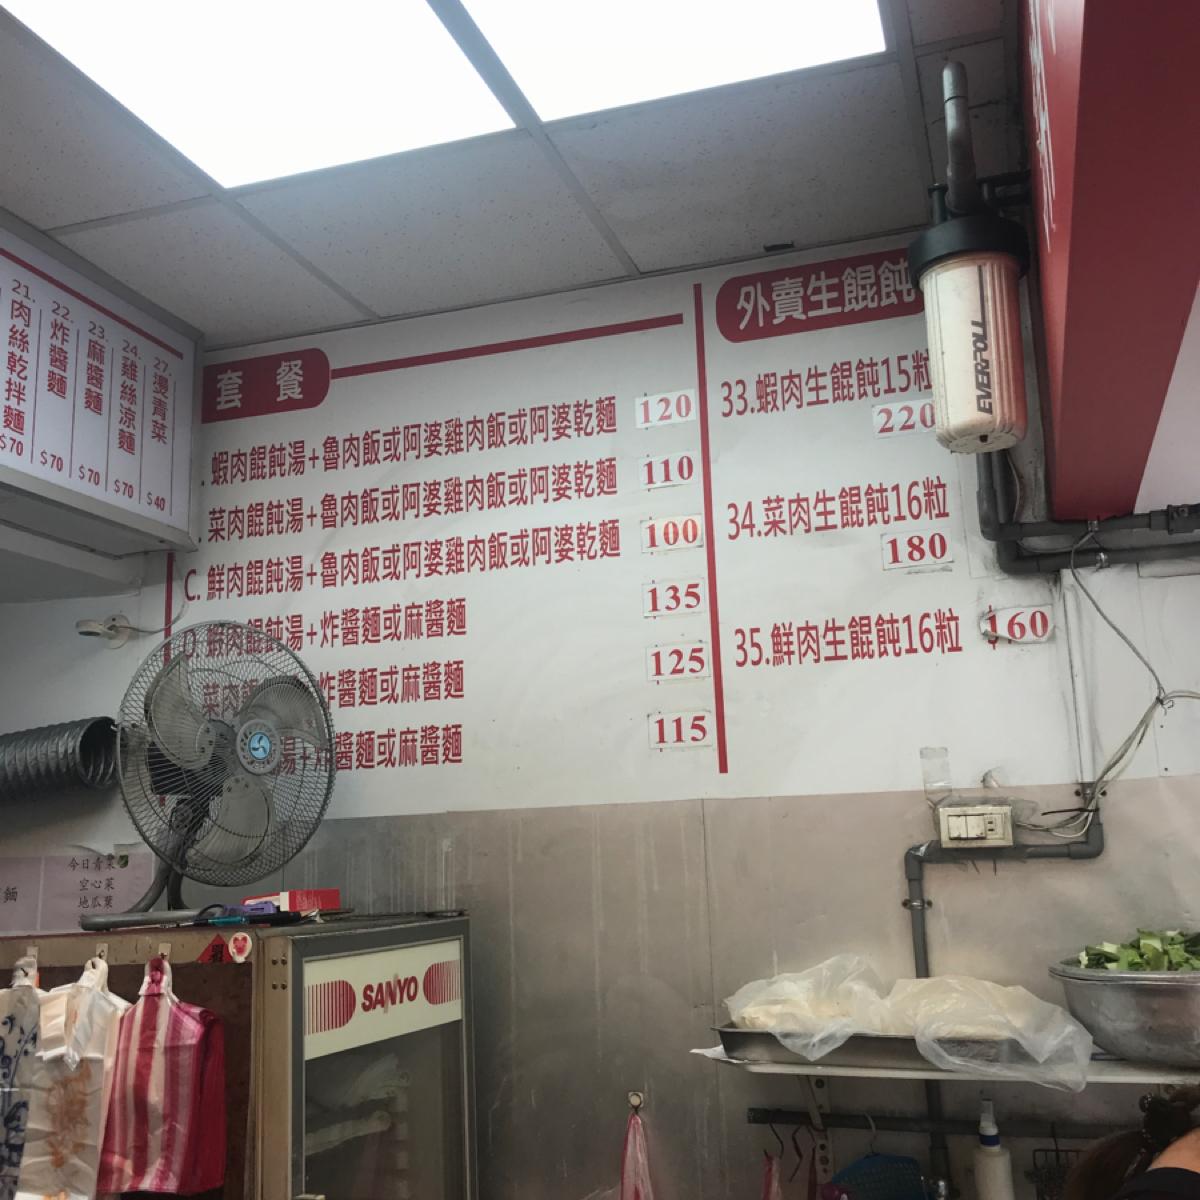 21.肉絲乾拌麵 $70
22.炸醬麵 $70
23.麻醬麵 $70
24.雞絲涼麵 $70
27.燙青菜 $40
套餐
蝦肉餛飩湯+魯肉飯或阿婆雞肉飯或阿婆乾麵 120
菜肉餛飩湯+魯肉飯或阿婆雞肉飯或阿婆乾麵 110
C. 鮮肉餛飩湯+魯肉飯或阿婆雞肉飯或阿婆乾麵 100
D. 蝦肉餛飩湯+炸醬麵或麻醬麵 135
菜肉 炸醬麵或麻醬麵 125
湯+炸醬麵或麻醬麵 115
外賣生餛飩
33.蝦肉生餛飩15粒
220
34.菜肉生餛飩16粒
180
35.鮮肉生餛飩16粒 $160
EVERPOLL
今日青菜
空心菜
地瓜葉
麵
SANYO